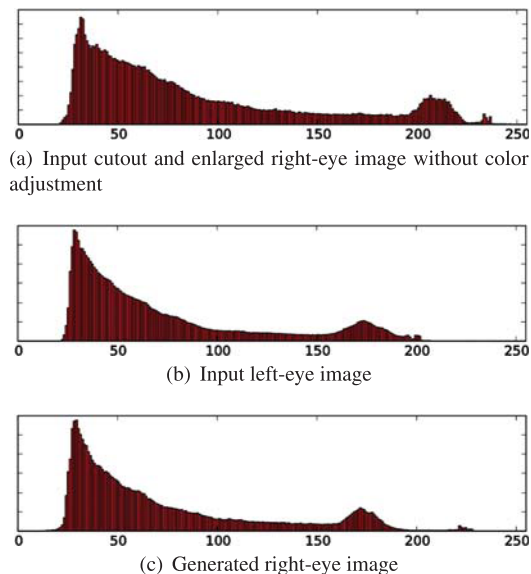 0 50 100 150 200 250
(a) Input cutout and enlarged right-eye image without color
adjustment
0 50 100 150 200 250
(b) Input left-eye image
0 50 100 150 200 250
(c) Generated right-eye image